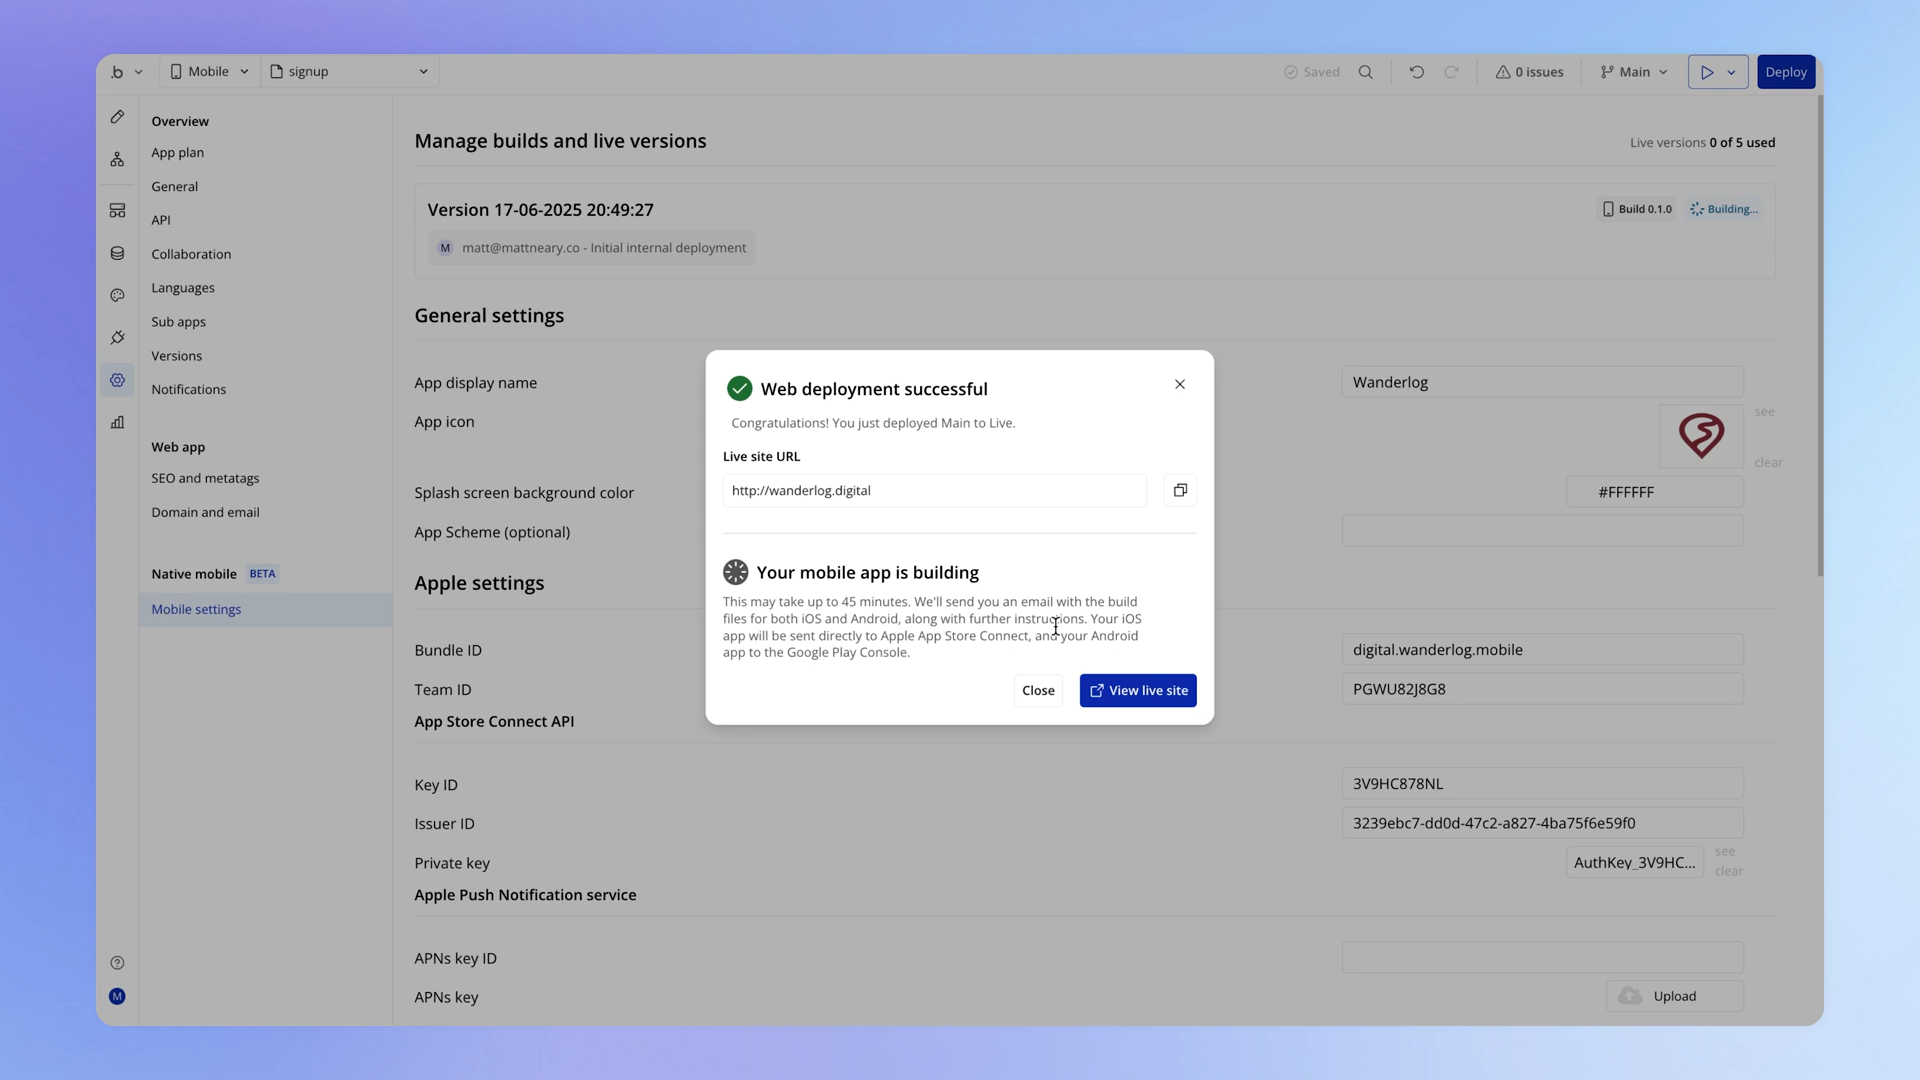 .b
Mobile
signup
Saved
0 issues
Main
Deploy
Overview
App plan
General
API
Collaboration
Languages
Sub apps
Versions
Notifications
Web app
SEO and metatags
Domain and email
Native mobile BETA
Mobile settings
M
Manage builds and live versions
Live versions 0 of 5 used
Version 17-06-2025 20:49:27
Build 0.1.0
Building...
M matt@mattneary.co - Initial internal deployment
General settings
App display name
Wanderlog
App icon
see
clear
Splash screen background color
#FFFFFF
App Scheme (optional)
Apple settings
Bundle ID
digital.wanderlog.mobile
Team ID
PGWU82J8G8
App Store Connect API
Key ID
3V9HC878NL
Issuer ID
3239ebc7-dd0d-47c2-a827-4ba75f6e59f0
Private key
AuthKey_3V9HC...
see
clear
Apple Push Notification service
APNs key ID
APNs key
Upload
Web deployment successful
Congratulations! You just deployed Main to Live.
Live site URL
http://wanderlog.digital
Your mobile app is building
This may take up to 45 minutes. We'll send you an email with the build
files for both iOS and Android, along with further instructions. Your iOS
app will be sent directly to Apple App Store Connect, and your Android
app to the Google Play Console.
Close
View live site